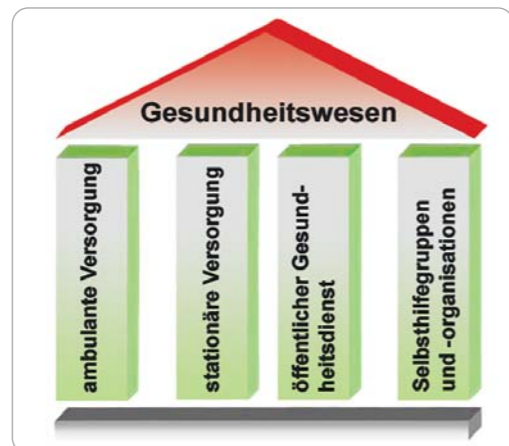 Gesundheitswesen
ambulante Versorgung
stationäre Versorgung
öffentlicher Gesund-
heitsdienst
Selbsthilfegruppen
und -organisationen